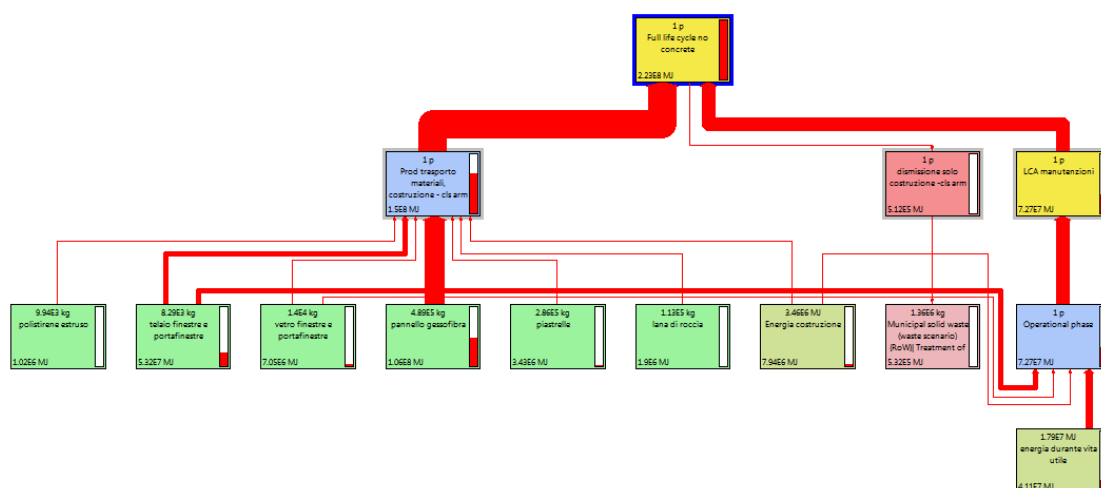 1 p
Full life cycle no
concrete
2.23E8 MJ
1 p
Prod trasporto
materiali,
costruzione - cls arm
1.5E8 MJ
1 p
dismissione solo
costruzione -cls arm
5.12E5 MJ
1 p
LCA manutenzioni
7.27E7 MJ
9.94E3 kg
polistirene estruso
1.02E6 MJ
8.29E3 kg
telaio finestre e
portafinestre
5.32E7 MJ
1.4E4 kg
vetro finestre e
portafinestre
7.05E6 MJ
4.89E5 kg
pannello gessofibra
1.06E8 MJ
2.86E5 kg
piastrelle
3.43E6 MJ
1.13E5 kg
lana di roccia
1.9E6 MJ
3.46E6 MJ
Energia costruzione
7.94E6 MJ
1.36E6 kg
Municipal solid waste
(waste scenario)
{RoW}| Treatment of
5.32E5 MJ
1 p
Operational phase
7.27E7 MJ
1.79E7 MJ
energia durante vita
utile
4.11E7 MJ